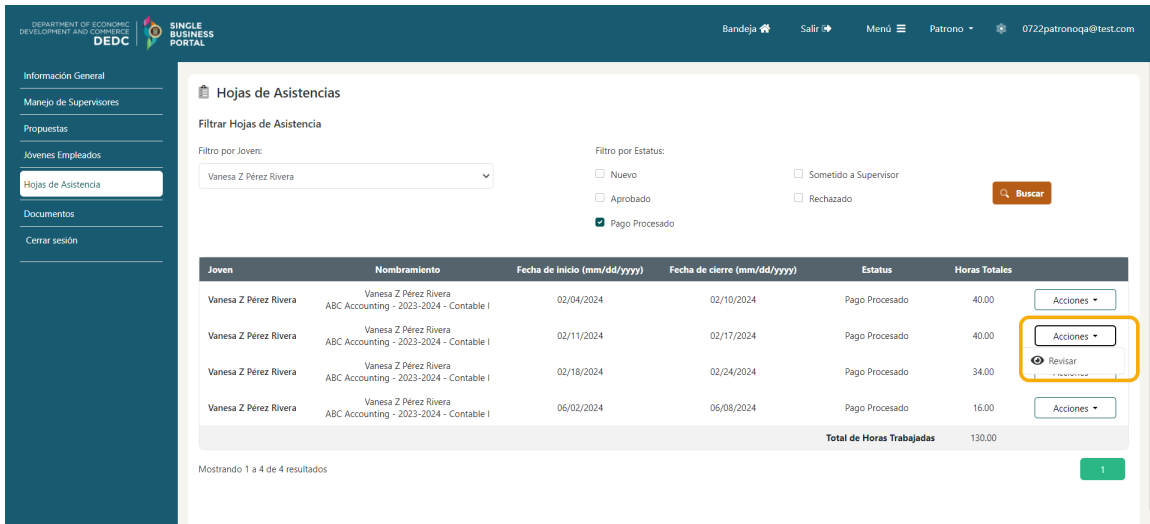 DEPARTMENT OF ECONOMIC
DEVELOPMENT AND COMMERCE
DEDC
SINGLE
BUSINESS
PORTAL
Bandeja Salir Menú Patrono 0722patronoqa@test.com
Información General
Manejo de Supervisores
Propuestas
Jóvenes Empleados
Hojas de Asistencia
Documentos
Cerrar sesión
Hojas de Asistencias
Filtrar Hojas de Asistencia
Filtro por Joven:
Vanesa Z Pérez Rivera
Filtro por Estatus:
Nuevo Sometido a Supervisor
Aprobado Rechazado
Pago Procesado
Buscar
Joven Nombramiento Fecha de inicio (mm/dd/yyyy) Fecha de cierre (mm/dd/yyyy) Estatus Horas Totales
Vanesa Z Pérez Rivera Vanesa Z Pérez Rivera 02/04/2024 02/10/2024 Pago Procesado 40.00 Acciones
ABC Accounting - 2023-2024 - Contable I
Vanesa Z Pérez Rivera Vanesa Z Pérez Rivera 02/11/2024 02/17/2024 Pago Procesado 40.00 Acciones
ABC Accounting - 2023-2024 - Contable I
Revisar
Vanesa Z Pérez Rivera Vanesa Z Pérez Rivera 02/18/2024 02/24/2024 Pago Procesado 34.00
ABC Accounting - 2023-2024 - Contable I
Vanesa Z Pérez Rivera Vanesa Z Pérez Rivera 06/02/2024 06/08/2024 Pago Procesado 16.00 Acciones
ABC Accounting - 2023-2024 - Contable I
Total de Horas Trabajadas 130.00
Mostrando 1 a 4 de 4 resultados
1